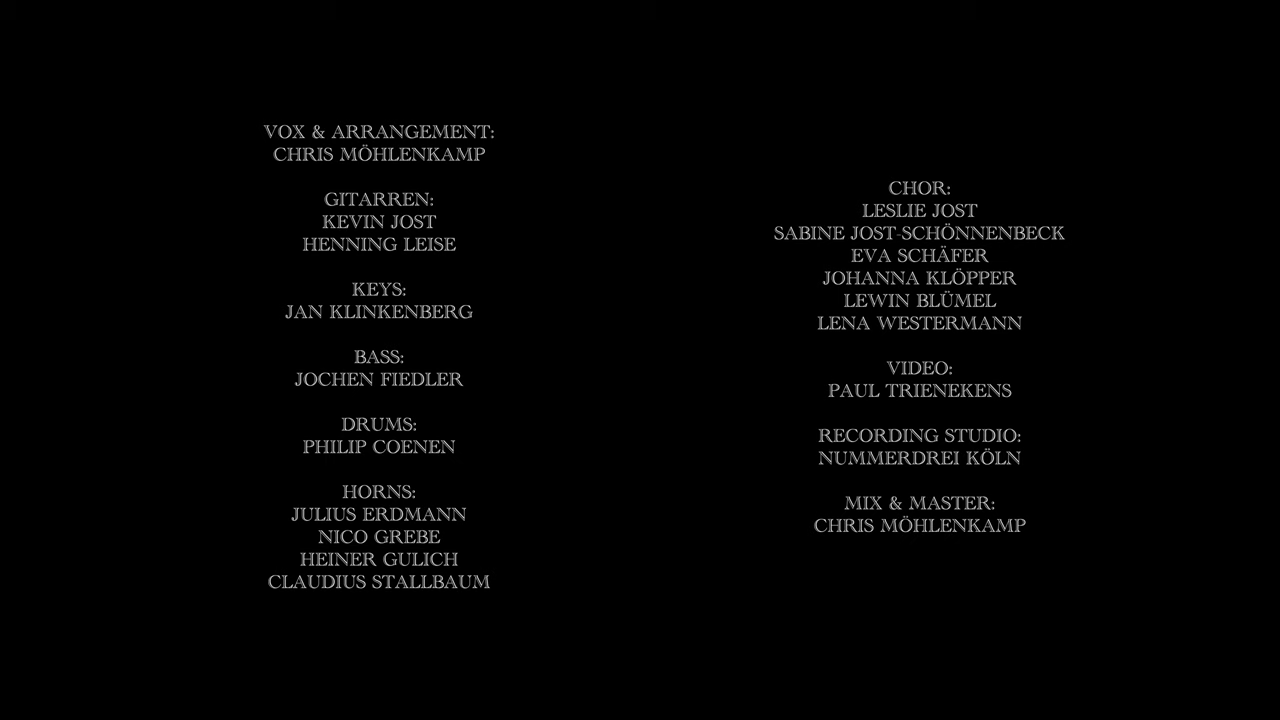 VOX & ARRANGEMENT:
CHRIS MÖHLENKAMP
GITARREN:
KEVIN JOST
HENNING LEISE
KEYS:
JAN KLINKENBERG
BASS:
JOCHEN FIEDLER
DRUMS:
PHILIP COENEN
HORNS:
JULIUS ERDMANN
NICO GREBE
HEINER GULICH
CLAUDIUS STALLBAUM
CHOR:
LESLIE JOST
SABINE JOST-SCHÖNNENBECK
EVA SCHÄFER
JOHANNA KLÖPPER
LEWIN BLÜMEL
LENA WESTERMANN
VIDEO:
PAUL TRIENEKENS
RECORDING STUDIO:
NUMMERDREI KÖLN
MIX & MASTER:
CHRIS MÖHLENKAMP